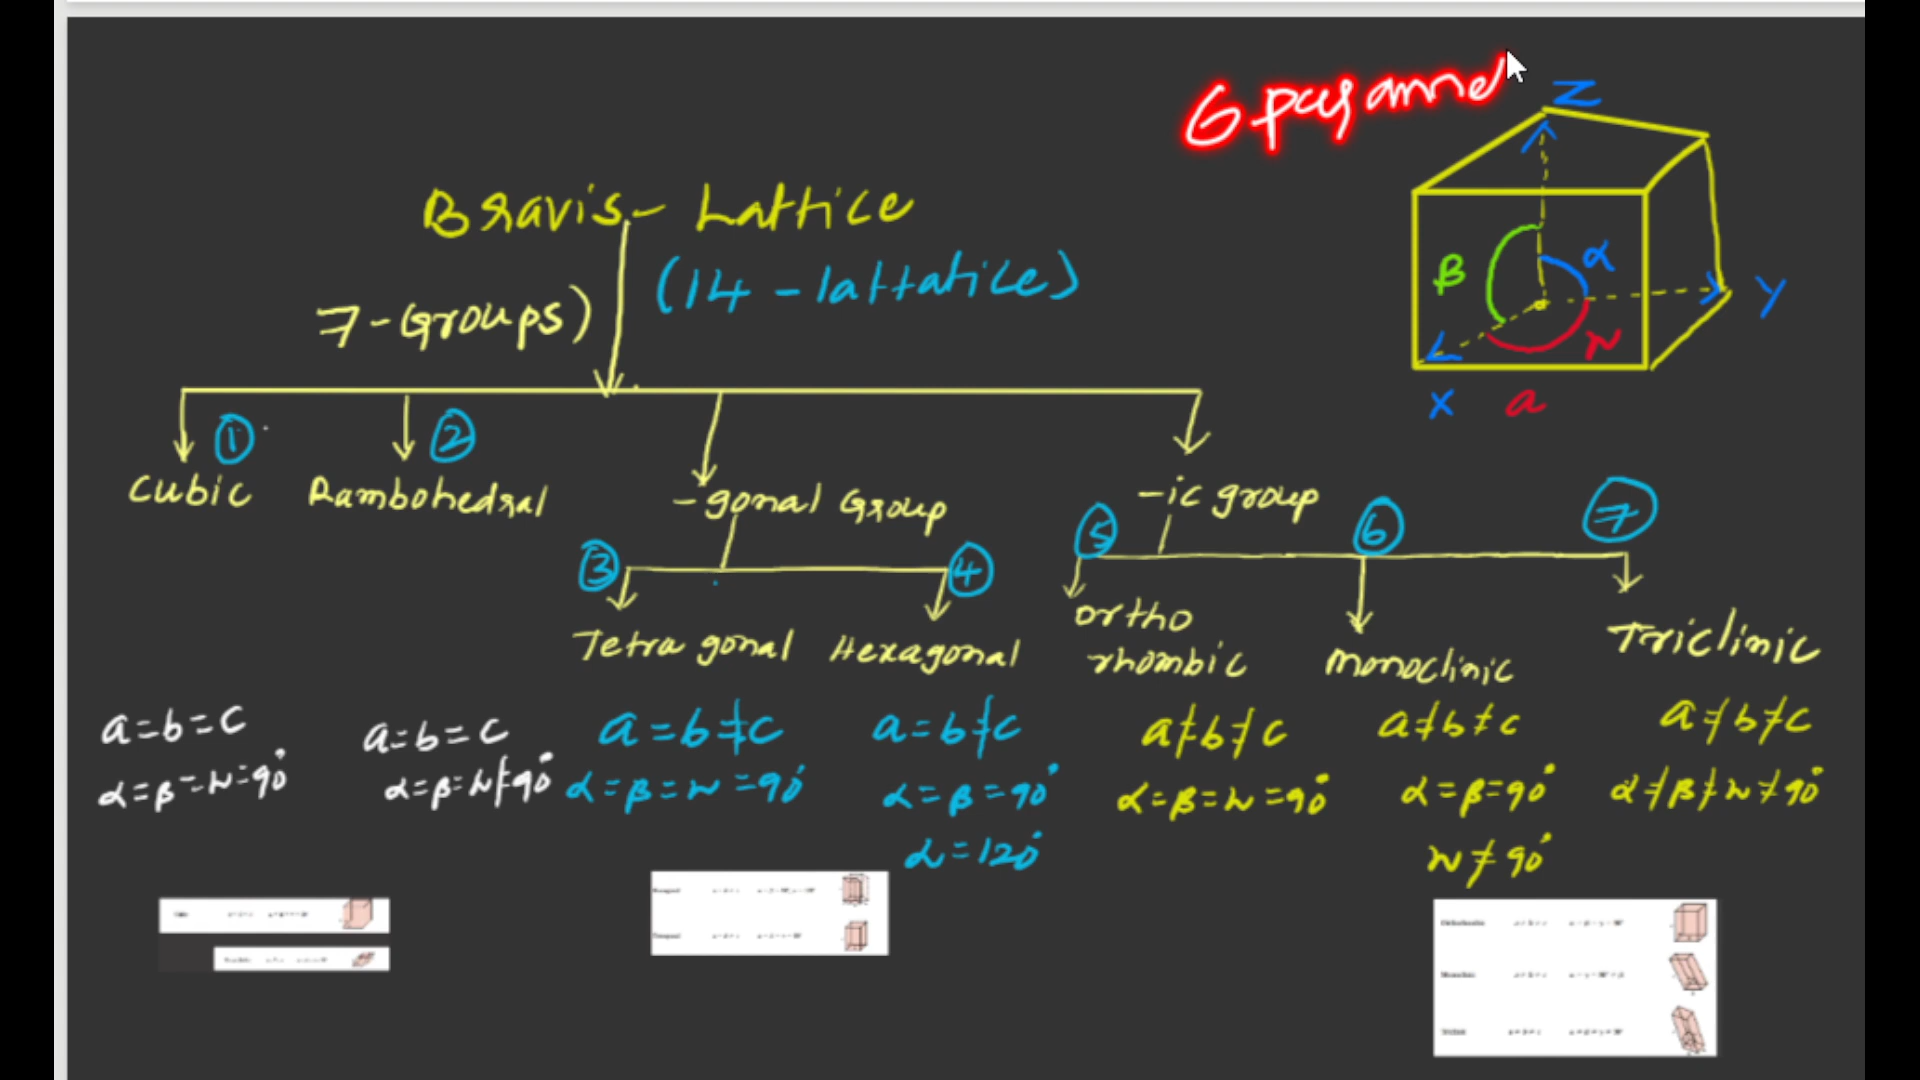 6 parame
Z
Bravis - Lattice
(14 - lattatice)
7 - Groups)
β
α
Y
X
a
1
2
Cubic
Rambohedral
-gonal Group
-ic group
3
4
5
6
7
Tetra gonal
Hexagonal
Ortho
rhombic
Monoclinic
Triclinic
a=b=c
α=β=γ=90°
a=b=c
α=β=γ≠90°
a=b≠c
α=β=γ=90°
a=b≠c
α=β=90°
α=120°
a≠b≠c
α=β=γ=90°
a≠b≠c
α=β=90°
γ≠90°
a≠b≠c
α≠β≠γ≠90°